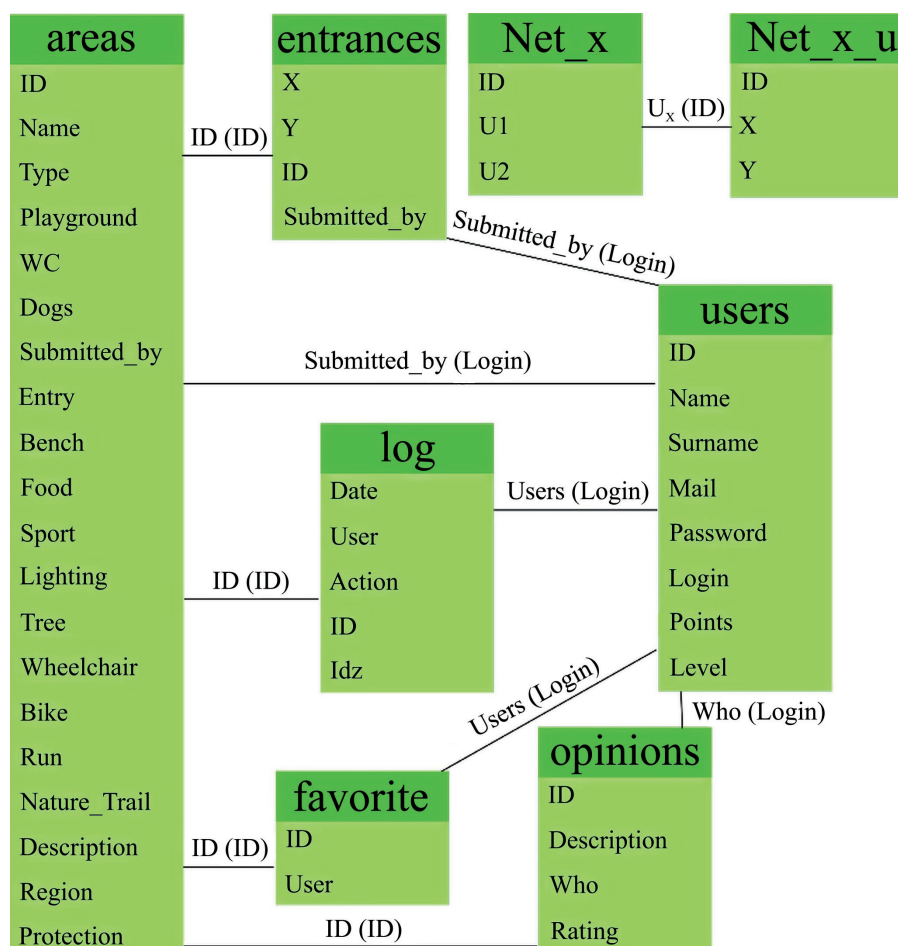 areas
ID
Name
Type
Playground
WC
Dogs
Submitted_by
Entry
Bench
Food
Sport
Lighting
Tree
Wheelchair
Bike
Run
Nature_Trail
Description
Region
Protection
ID (ID)
entrances
X
Y
ID
Submitted_by
Net_x
ID
U1
U2
Ux (ID)
Net_x_u
ID
X
Y
Submitted_by (Login)
Submitted_by (Login)
users
ID
Name
Surname
Mail
Password
Login
Points
Level
log
Date
User
Action
ID
Idz
Users (Login)
ID (ID)
Users (Login)
Who (Login)
favorite
ID
User
ID (ID)
opinions
ID
Description
Who
Rating
ID (ID)